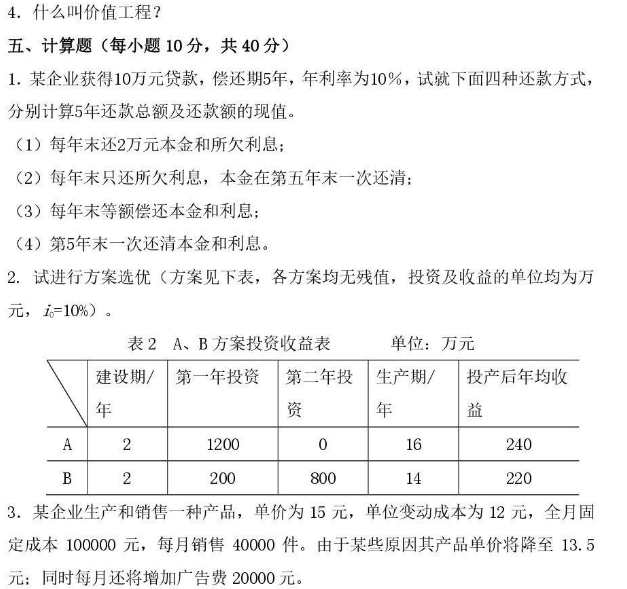 4. 什么叫价值工程？
五、计算题（每小题 10 分，共 40 分）
1. 某企业获得10万元贷款，偿还期5年，年利率为10%，试就下面四种还款方式，
分别计算5年还款总额及还款额的现值。
（1）每年末还2万元本金和所欠利息；
（2）每年末只还所欠利息，本金在第五年末一次还清；
（3）每年末等额偿还本金和利息；
（4）第5年末一次还清本金和利息。
2. 试进行方案选优（方案见下表，各方案均无残值，投资及收益的单位均为万
元，i₀=10%）。
表 2 A、B 方案投资收益表 单位：万元
建设期/ 第一年投资 第二年投 生产期/ 投产后年均收
年 资 年 益
A 2 1200 0 16 240
B 2 200 800 14 220
3. 某企业生产和销售一种产品，单价为 15 元，单位变动成本为 12 元，全月固
定成本 100000 元，每月销售 40000 件。由于某些原因其产品单价将降至 13.5
元；同时每月还将增加广告费 20000 元。